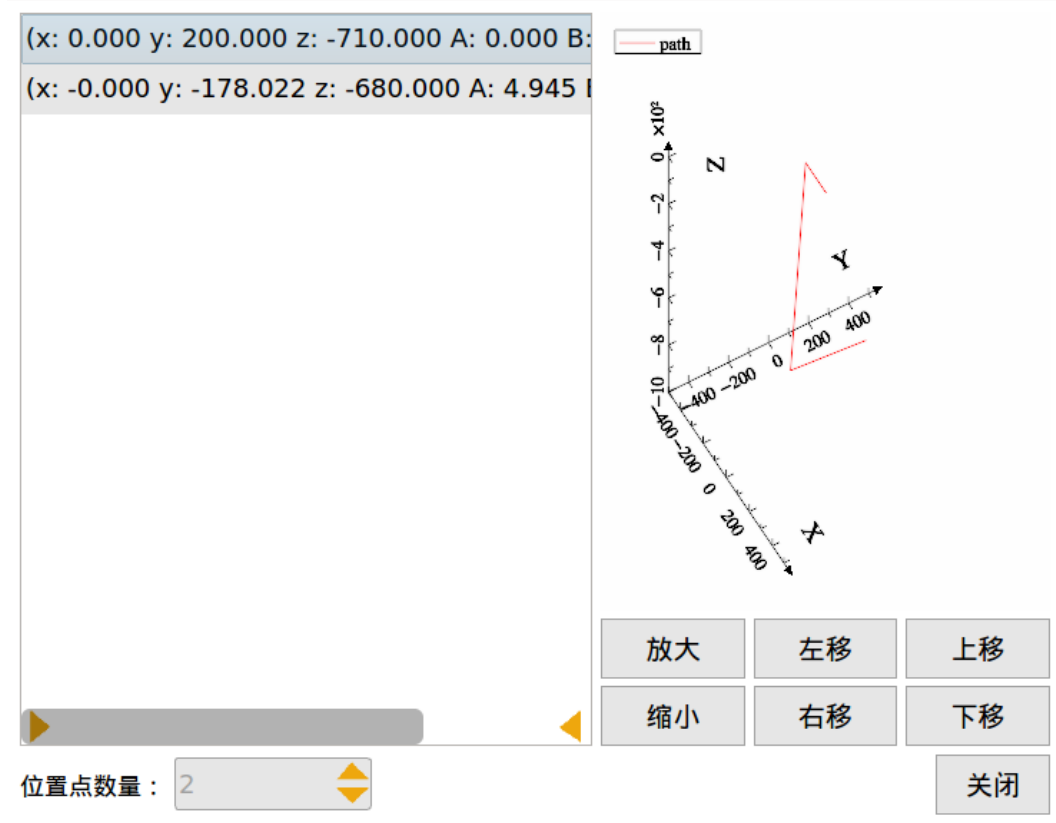 (x: 0.000 y: 200.000 z: -710.000 A: 0.000 B:
(x: -0.000 y: -178.022 z: -680.000 A: 4.945
path
×10²
Z
0
−2
−4
−6
−8
−10
Y
−400 −200 0 200 400
X
−400 −200 0 200 400
放大 左移 上移
缩小 右移 下移
位置点数量： 2
关闭